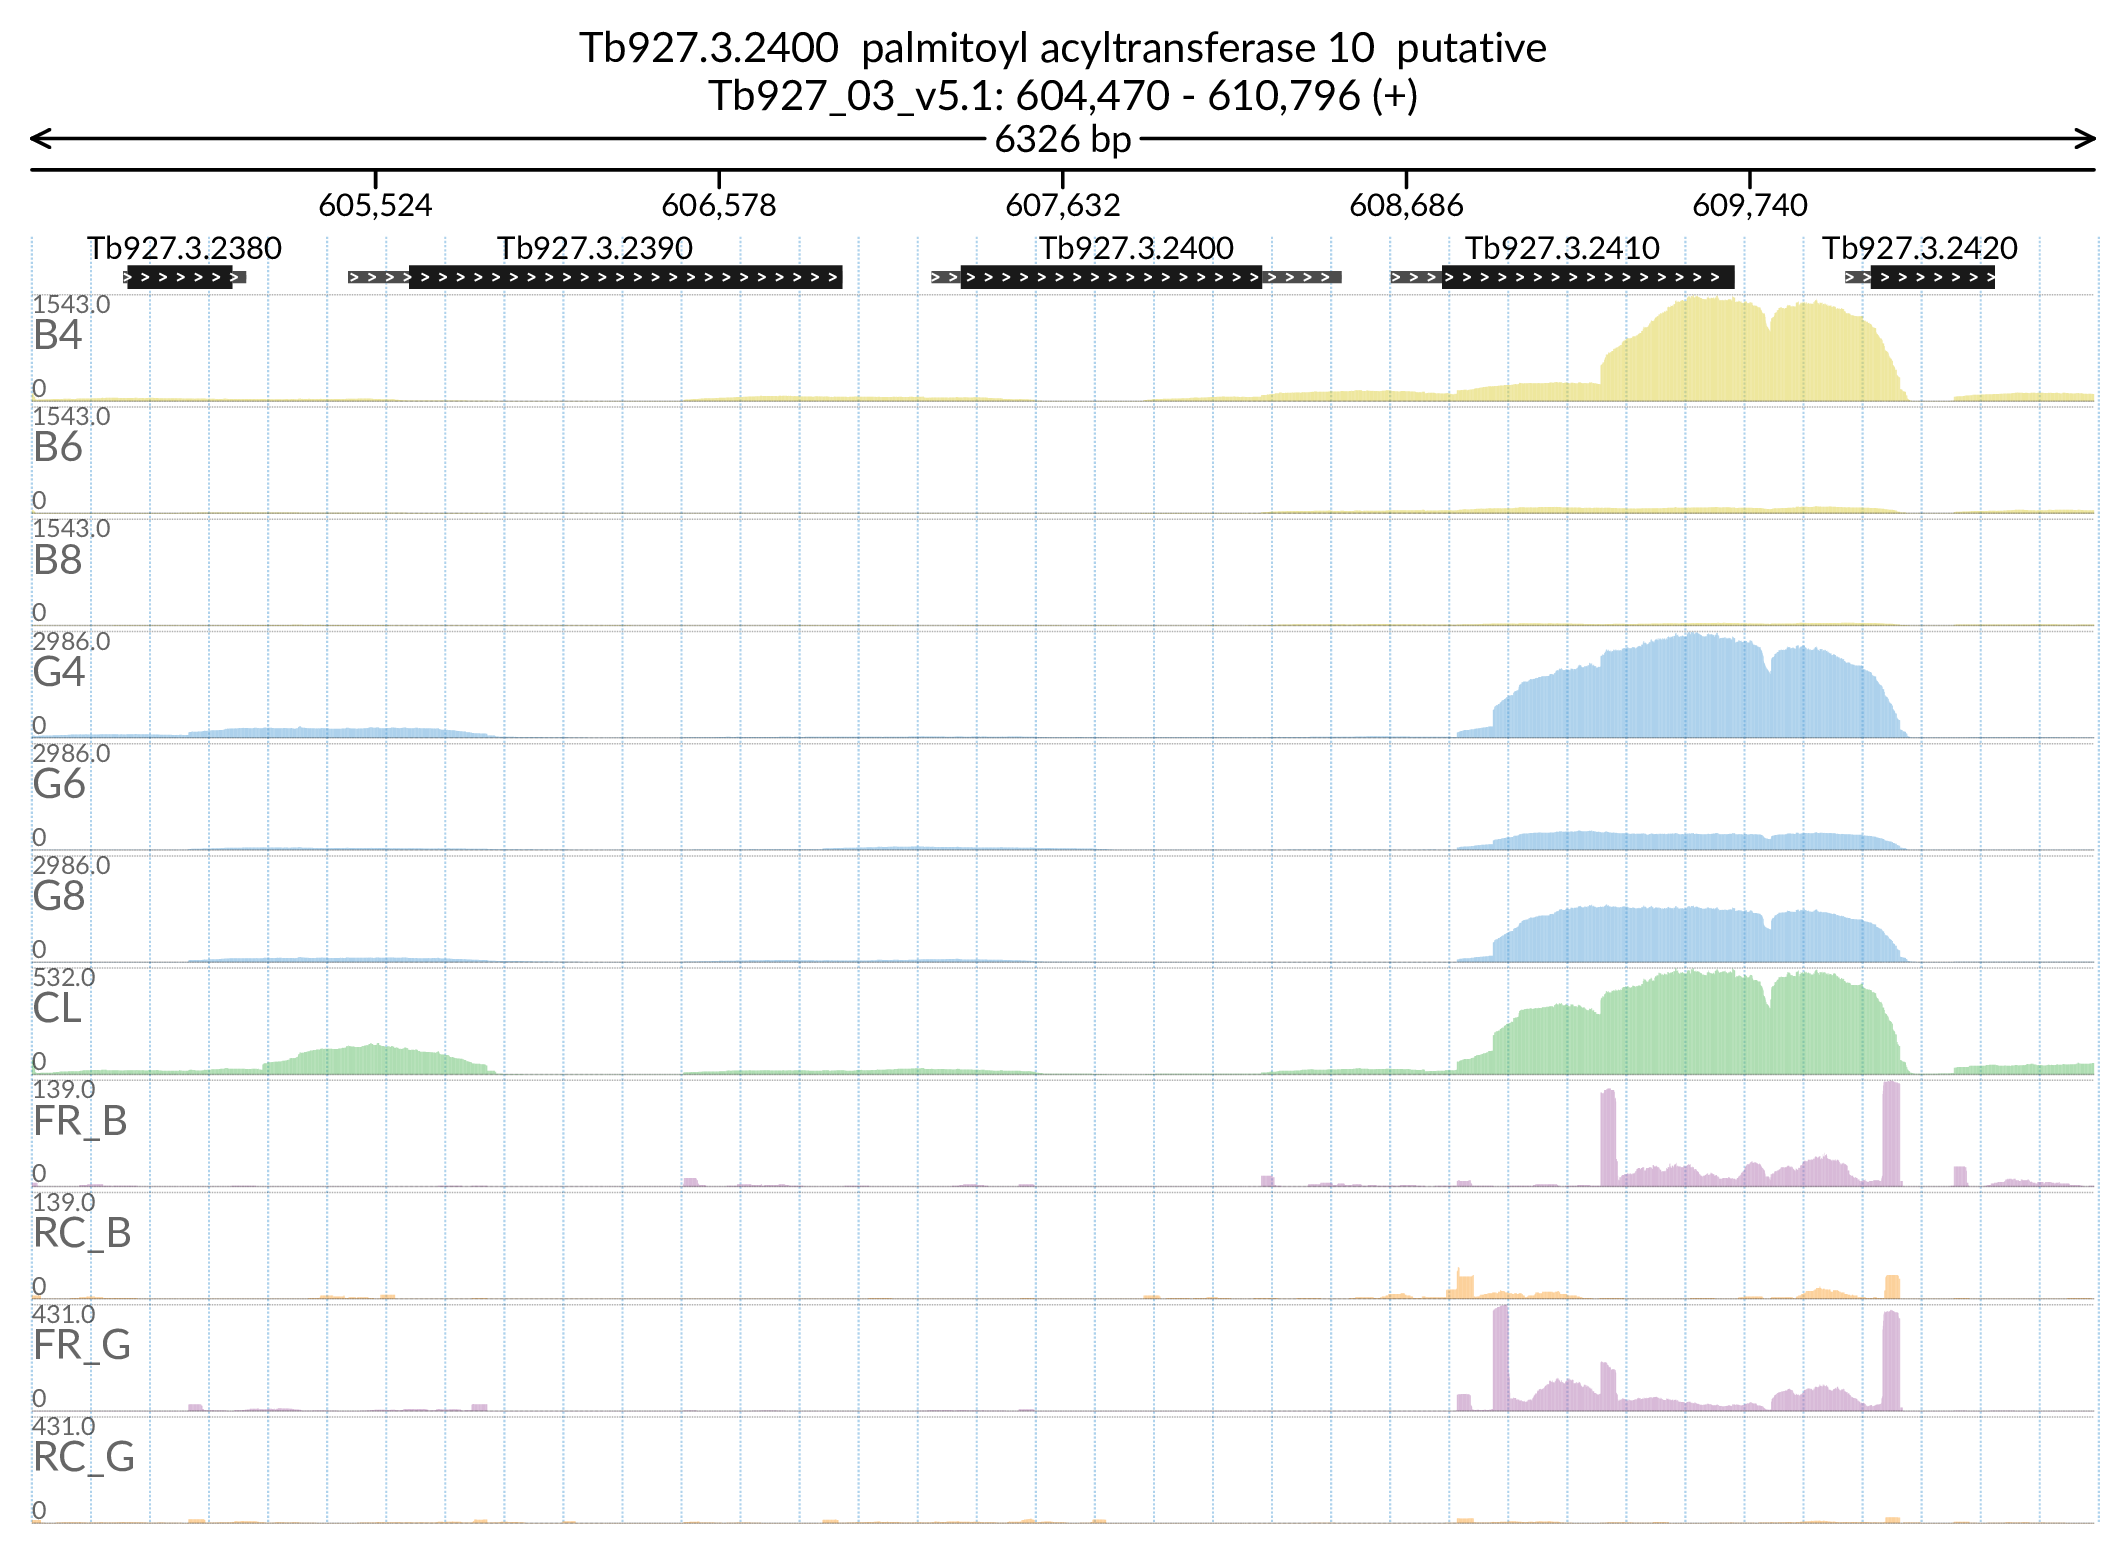 Tb927.3.2400  palmitoyl acyltransferase 10  putative
Tb927_03_v5.1: 604,470 - 610,796 (+)
6326 bp
605,524 606,578 607,632 608,686 609,740
Tb927.3.2380 Tb927.3.2390 Tb927.3.2400 Tb927.3.2410 Tb927.3.2420
1543.0
B4
0
1543.0
B6
0
1543.0
B8
0
2986.0
G4
0
2986.0
G6
0
2986.0
G8
0
532.0
CL
0
139.0
FR_B
0
139.0
RC_B
0
431.0
FR_G
0
431.0
RC_G
0